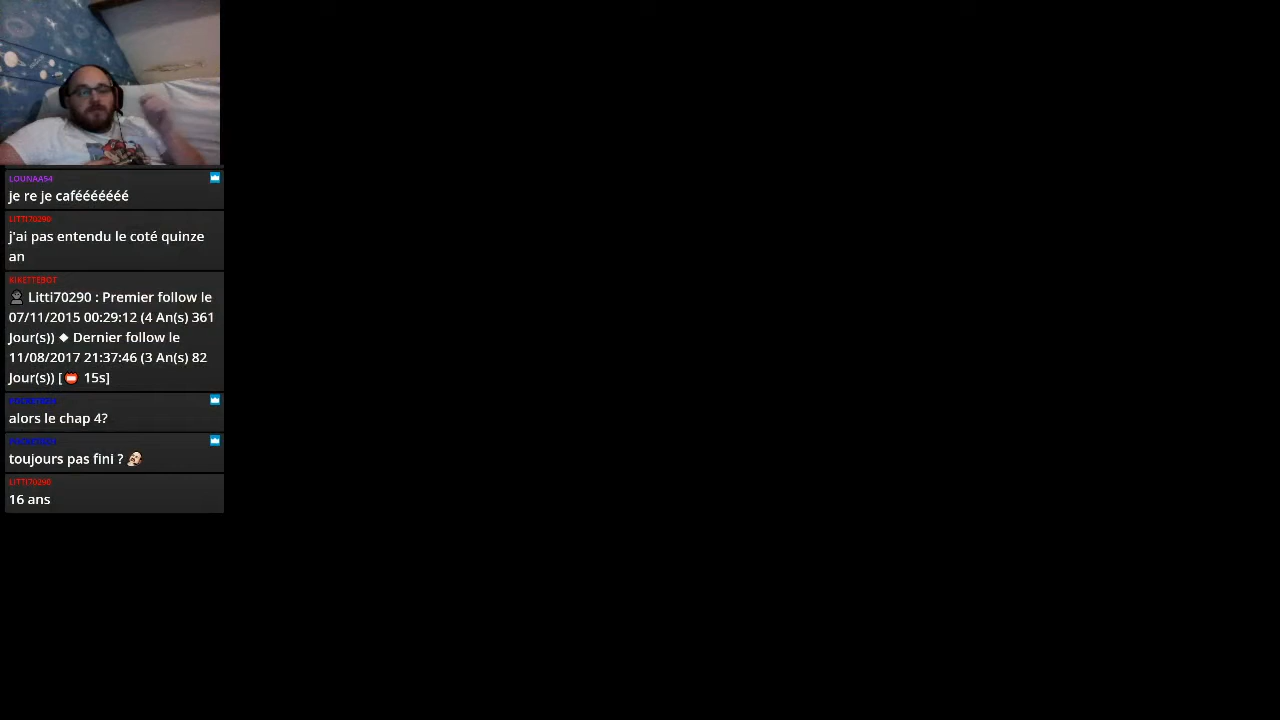 LOUNAA54
je re je cafééééééé
LITTI70290
j'ai pas entendu le coté quinze
an
KIKETTEBOT
Litti70290 : Premier follow le
07/11/2015 00:29:12 (4 An(s) 361
Jour(s)) ◆ Dernier follow le
11/08/2017 21:37:46 (3 An(s) 82
Jour(s)) [ 15s]
alors le chap 4?
toujours pas fini ?
LITTI70290
16 ans